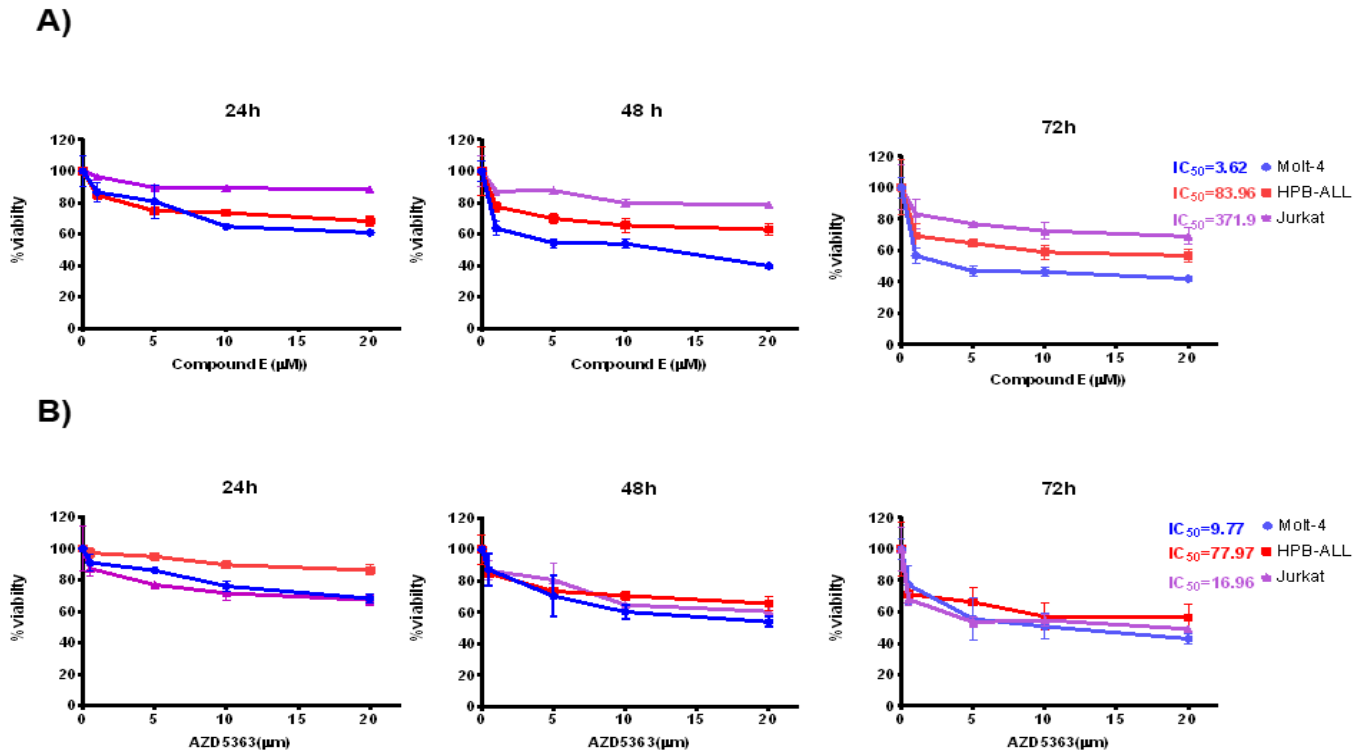 A)
24h
120
100
80
60
40
20
0
% viability
0 5 10 15 20
Compound E (µM))
48 h
120
100
80
60
40
20
0
% viability
0 5 10 15 20
Compound E (µM))
72h
120
100
80
60
40
20
0
% viabilty
0 5 10 15 20
Compound E (µM))
IC50=3.62 Molt-4
IC50=83.96 HPB-ALL
IC50=371.9 Jurkat
B)
24h
120
100
80
60
40
20
0
% viability
0 5 10 15 20
AZD5363(µm)
48h
120
100
80
60
40
20
0
% viability
0 5 10 15 20
AZD5363(µm)
72h
120
100
80
60
40
20
0
% viability
0 5 10 15 20
AZD5363(µm)
IC50=9.77 Molt-4
IC50=77.97 HPB-ALL
IC50=16.96 Jurkat